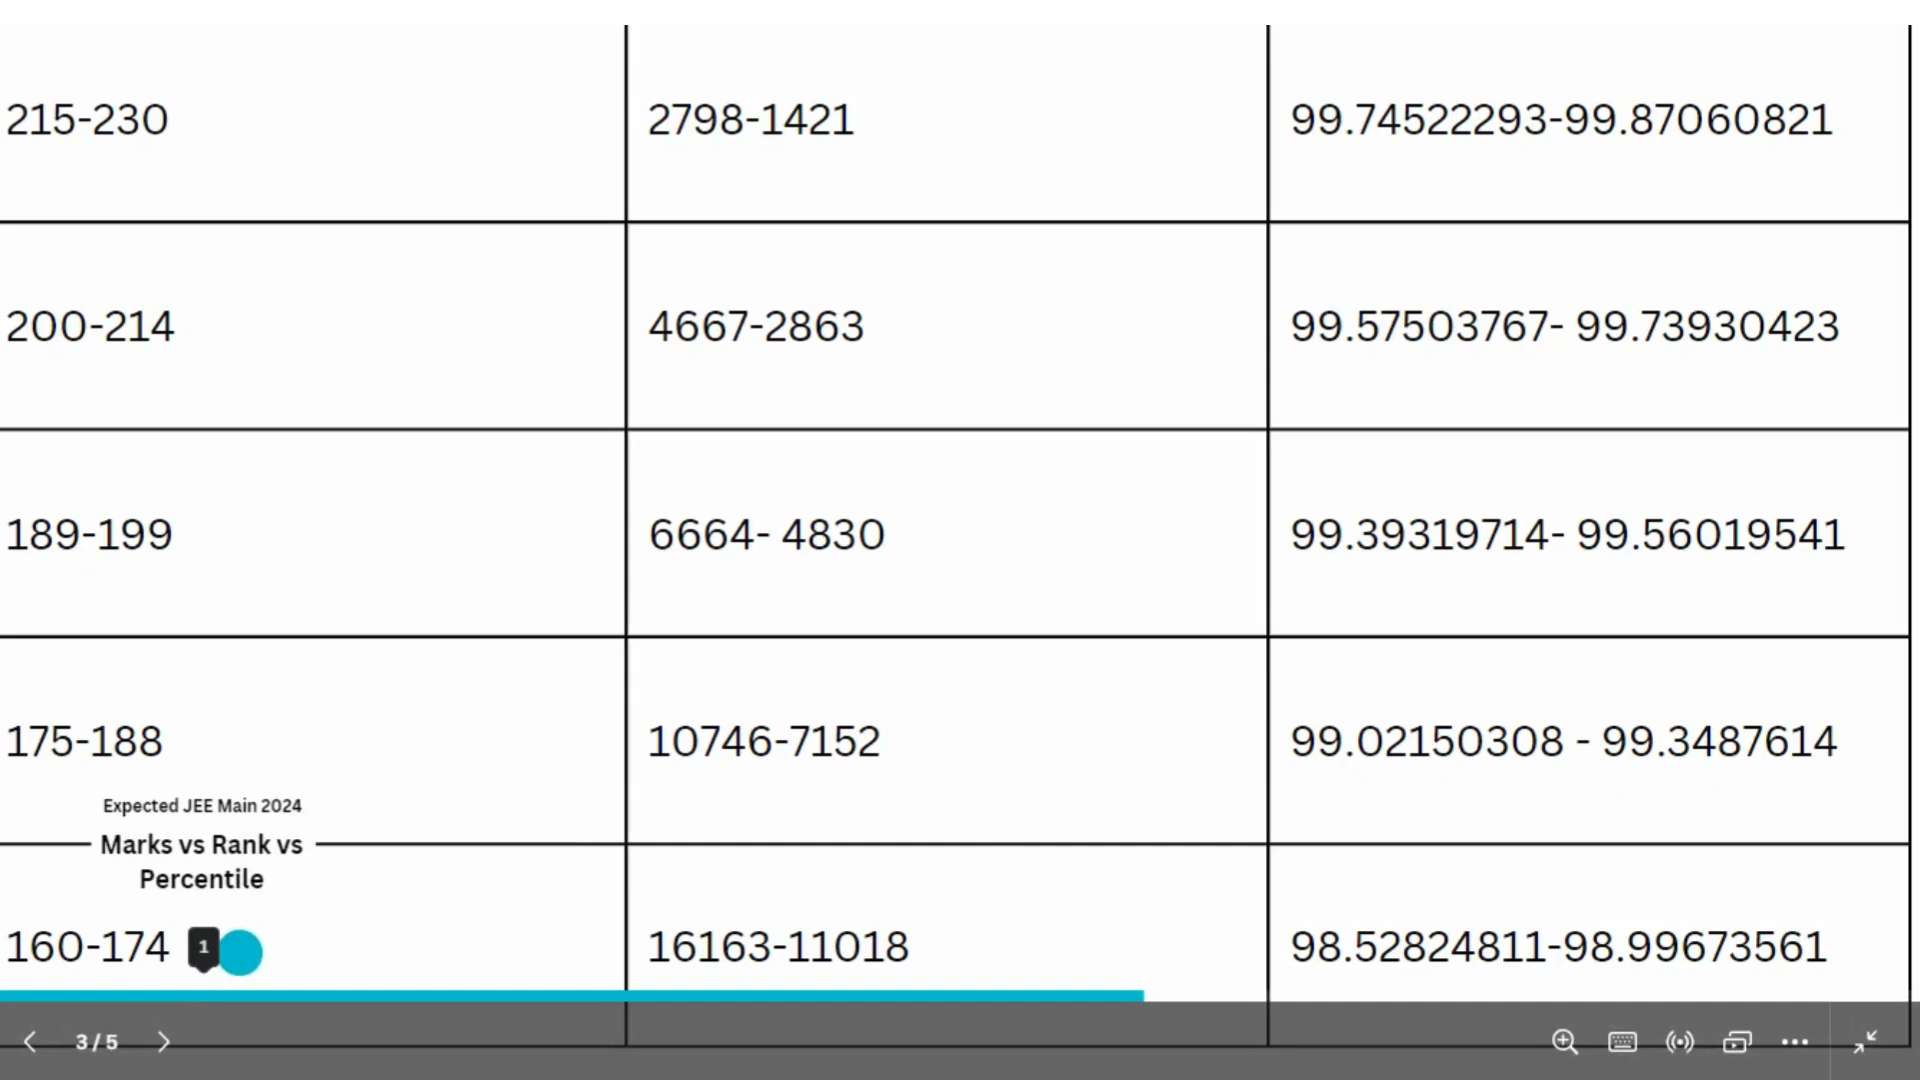 215-230 2798-1421 99.74522293-99.87060821
200-214 4667-2863 99.57503767- 99.73930423
189-199 6664- 4830 99.39319714- 99.56019541
175-188 10746-7152 99.02150308 - 99.3487614
Expected JEE Main 2024
Marks vs Rank vs
Percentile
160-174 1 16163-11018 98.52824811-98.99673561
3 / 5